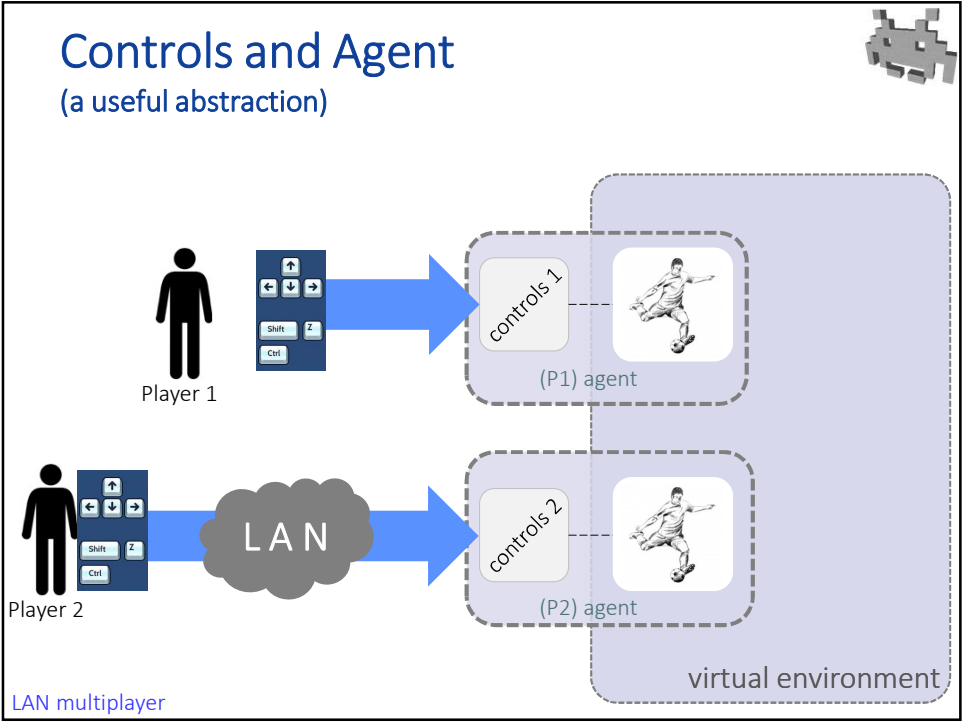 Controls and Agent
(a useful abstraction)
↑
← ↓ →
Shift Z
Ctrl
Player 1
controls 1
(P1) agent
↑
← ↓ →
Shift Z
Ctrl
Player 2
LAN
controls 2
(P2) agent
virtual environment
LAN multiplayer